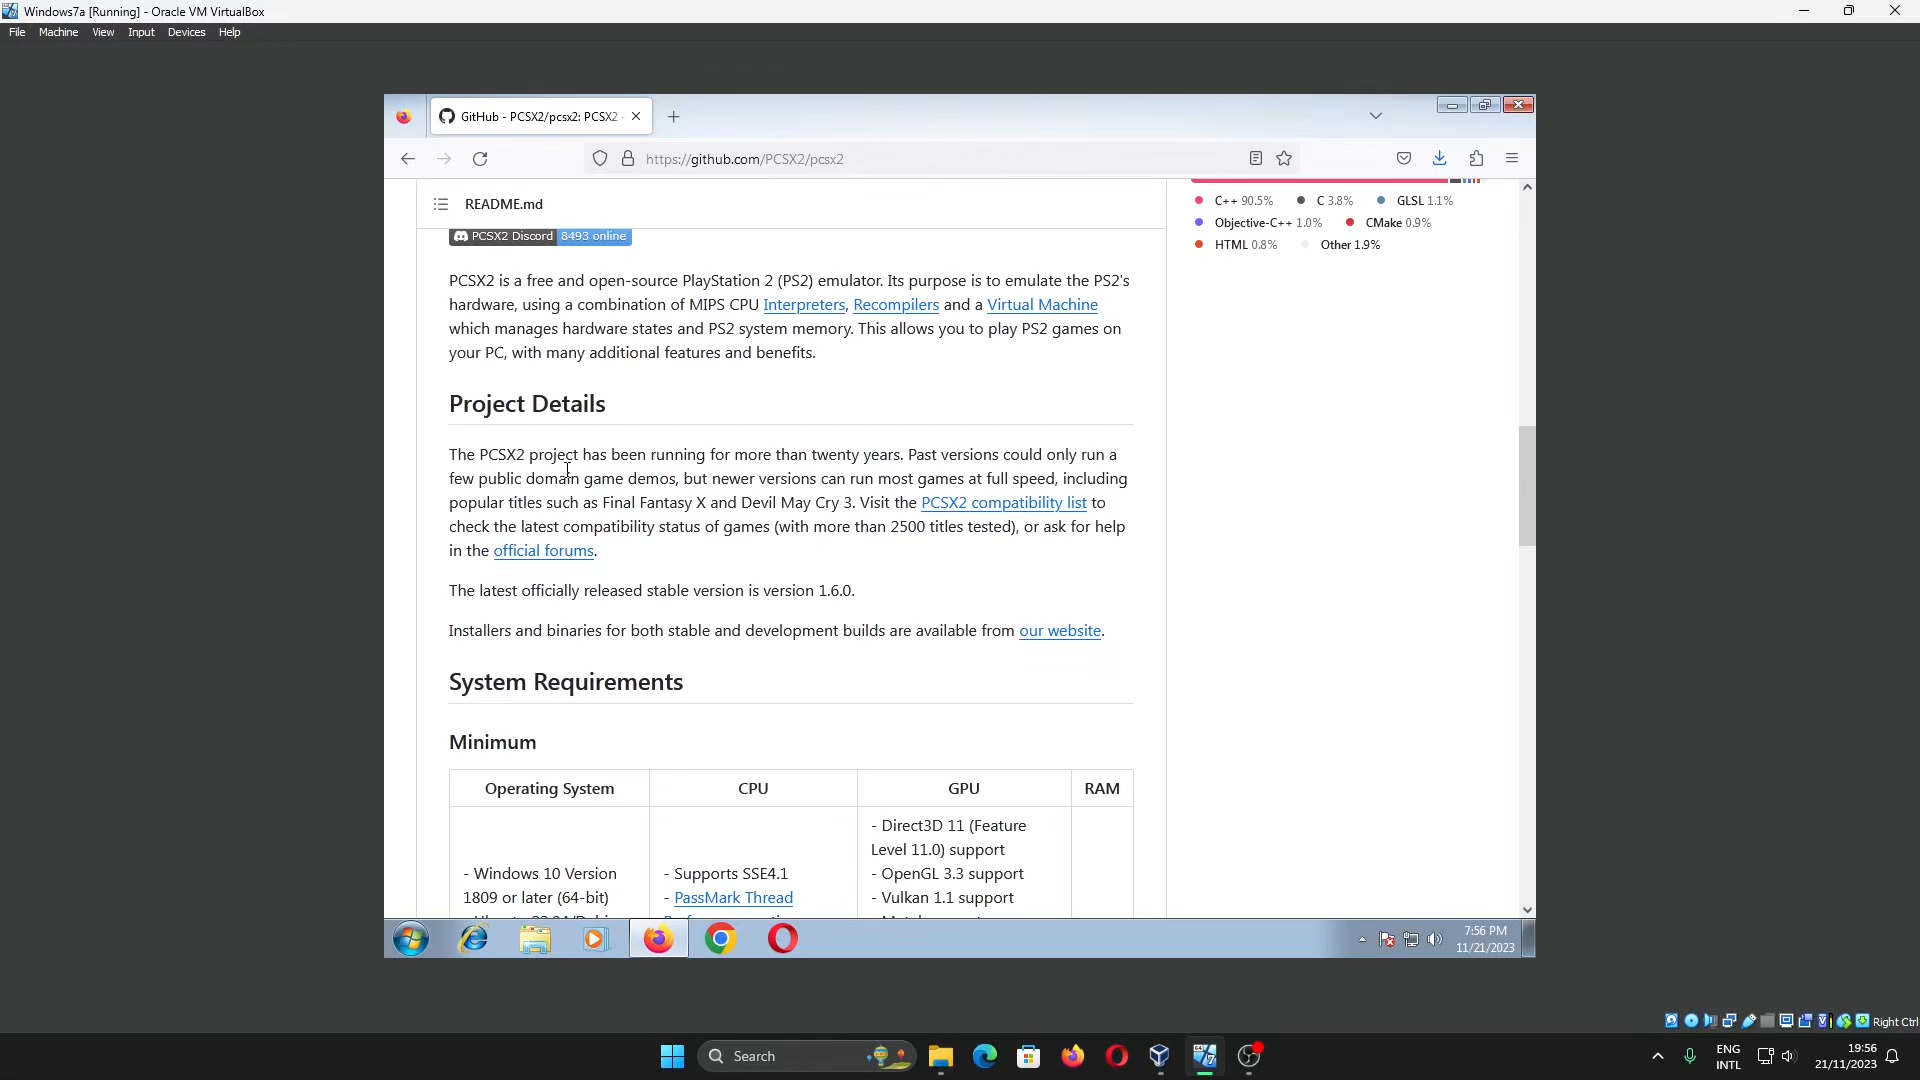 Windows7a [Running] - Oracle VM VirtualBox
File Machine View Input Devices Help
GitHub - PCSX2/pcsx2: PCSX2 -
https://github.com/PCSX2/pcsx2
README.md
PCSX2 Discord 8493 online
PCSX2 is a free and open-source PlayStation 2 (PS2) emulator. Its purpose is to emulate the PS2's
hardware, using a combination of MIPS CPU Interpreters, Recompilers and a Virtual Machine
which manages hardware states and PS2 system memory. This allows you to play PS2 games on
your PC, with many additional features and benefits.
Project Details
The PCSX2 project has been running for more than twenty years. Past versions could only run a
few public domain game demos, but newer versions can run most games at full speed, including
popular titles such as Final Fantasy X and Devil May Cry 3. Visit the PCSX2 compatibility list to
check the latest compatibility status of games (with more than 2500 titles tested), or ask for help
in the official forums.
The latest officially released stable version is version 1.6.0.
Installers and binaries for both stable and development builds are available from our website.
System Requirements
Minimum
Operating System CPU GPU RAM
- Windows 10 Version
1809 or later (64-bit)
- Supports SSE4.1
- PassMark Thread
- Direct3D 11 (Feature
Level 11.0) support
- OpenGL 3.3 support
- Vulkan 1.1 support
C++ 90.5% C 3.8% GLSL 1.1%
Objective-C++ 1.0% CMake 0.9%
HTML 0.8% Other 1.9%
7:56 PM
11/21/2023
Right Ctrl
Search
ENG
INTL
19:56
21/11/2023